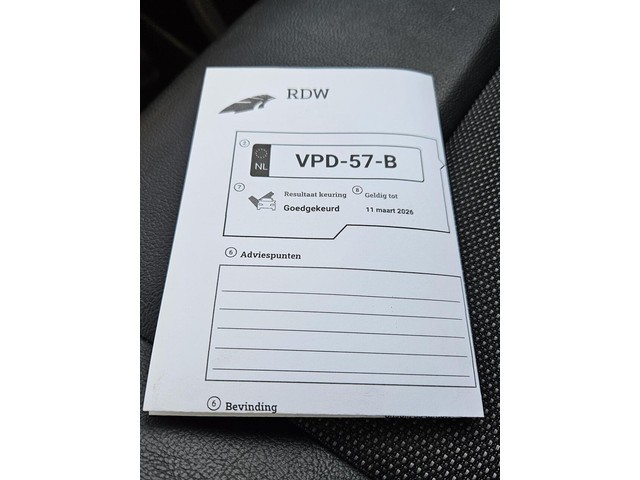 RDW
2
NL
VPD-57-B
7
Resultaat keuring
8
Geldig tot
Goedgekeurd
11 maart 2026
6
Adviespunten
6
Bevinding